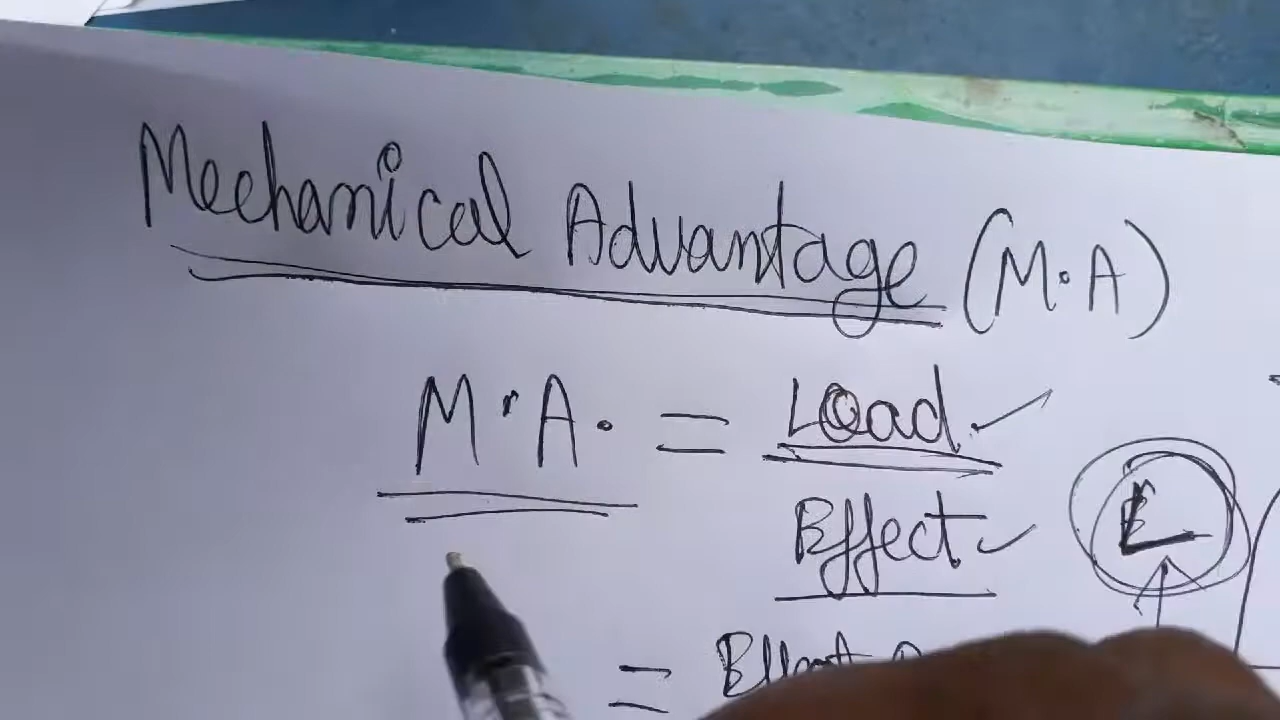 Mechanical Advantage (M.A)
M.A. = Load
Effect
L
=